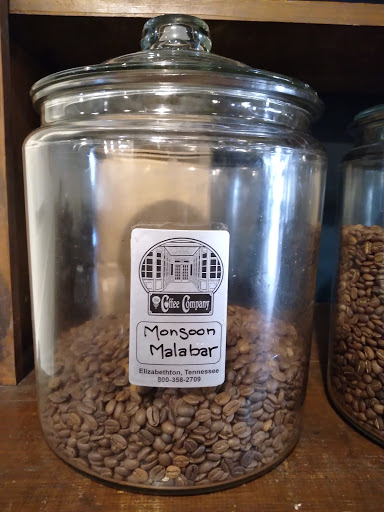 Coffee Company
Monsoon
Malabar
Elizabethton, Tennessee
800-358-2709